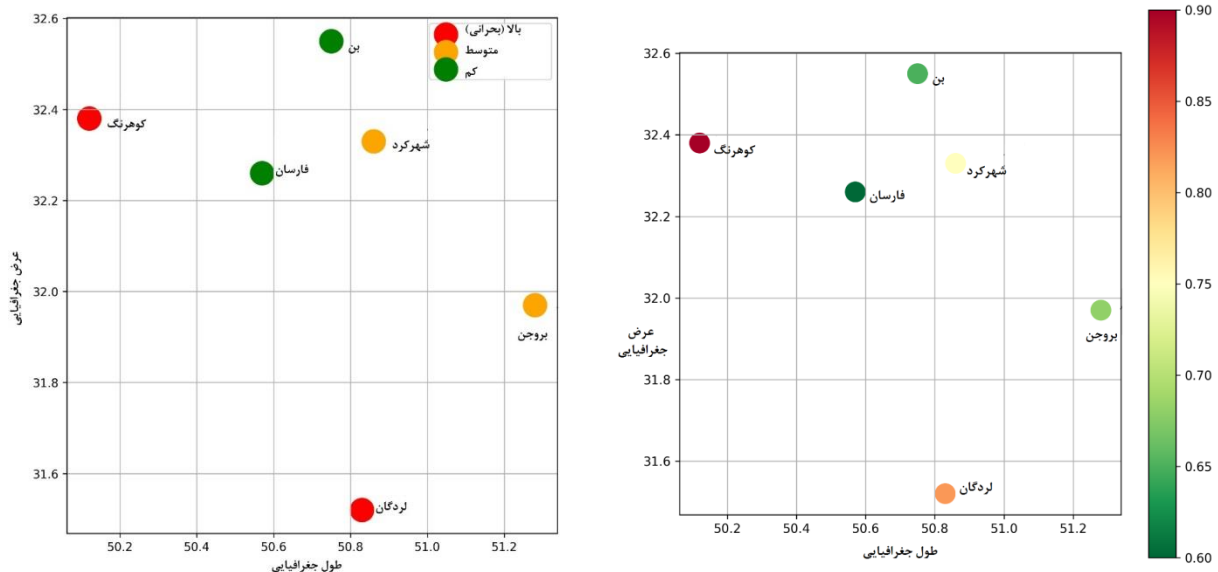 32.6
32.4
32.2
32.0
31.8
31.6
عرض جغرافیایی
بالا (بحرانی)
متوسط
کم
بن
کوهرنگ
شهرکرد
فارسان
بروجن
لردگان
50.2
50.4
50.6
50.8
51.0
51.2
طول جغرافیایی
32.6
32.4
32.2
32.0
31.8
31.6
عرض
جغرافیایی
بن
کوهرنگ
شهرکرد
فارسان
بروجن
لردگان
50.2
50.4
50.6
50.8
51.0
51.2
طول جغرافیایی
0.90
0.85
0.80
0.75
0.70
0.65
0.60